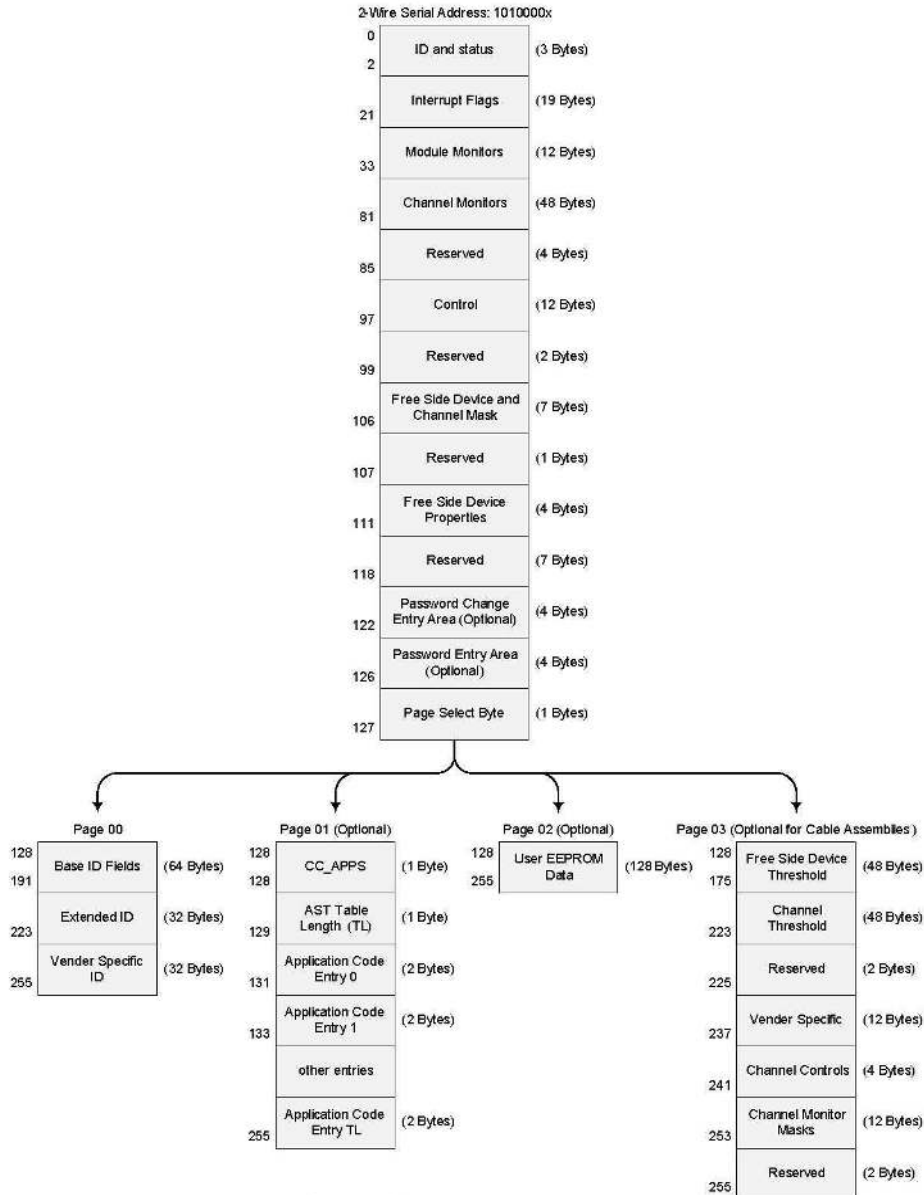 2-Wire Serial Address: 1010000x
0
ID and status (3 Bytes)
2
Interrupt Flags (19 Bytes)
21
Module Monitors (12 Bytes)
33
Channel Monitors (48 Bytes)
81
Reserved (4 Bytes)
85
Control (12 Bytes)
97
Reserved (2 Bytes)
99
Free Side Device and
Channel Mask (7 Bytes)
106
Reserved (1 Bytes)
107
Free Side Device
Properties (4 Bytes)
111
Reserved (7 Bytes)
118
Password Change
Entry Area (Optional) (4 Bytes)
122
Password Entry Area
(Optional) (4 Bytes)
126
Page Select Byte (1 Bytes)
127
Page 00
128
Base ID Fields (64 Bytes)
191
Extended ID (32 Bytes)
223
Vender Specific
ID (32 Bytes)
255
Page 01 (Optional)
128
CC_APPS (1 Byte)
128
AST Table
Length (TL) (1 Byte)
129
Application Code
Entry 0 (2 Bytes)
131
Application Code
Entry 1 (2 Bytes)
133
other entries
Application Code
Entry TL (2 Bytes)
255
Page 02 (Optional)
128
User EEPROM
Data (128 Bytes)
255
Page 03 (Optional for Cable Assemblies)
128
Free Side Device
Threshold (48 Bytes)
175
Channel
Threshold (48 Bytes)
223
Reserved (2 Bytes)
225
Vender Specific (12 Bytes)
237
Channel Controls (4 Bytes)
241
Channel Monitor
Masks (12 Bytes)
253
Reserved (2 Bytes)
255